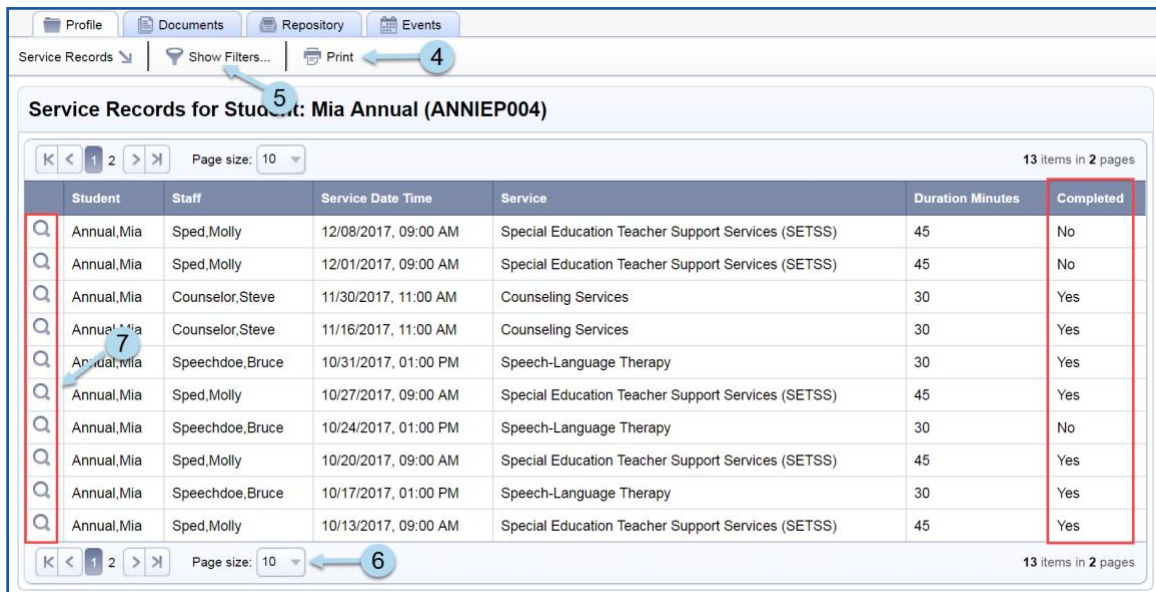 Profile Documents Repository Events
Service Records Show Filters... Print 4
5
Service Records for Student: Mia Annual (ANNIEP004)
1 2 Page size: 10 13 items in 2 pages
Student Staff Service Date Time Service Duration Minutes Completed
Annual,Mia Sped,Molly 12/08/2017, 09:00 AM Special Education Teacher Support Services (SETSS) 45 No
Annual,Mia Sped,Molly 12/01/2017, 09:00 AM Special Education Teacher Support Services (SETSS) 45 No
Annual,Mia Counselor,Steve 11/30/2017, 11:00 AM Counseling Services 30 Yes
Annual,Mia Counselor,Steve 11/16/2017, 11:00 AM Counseling Services 30 Yes
7
Annual,Mia Speechdoe,Bruce 10/31/2017, 01:00 PM Speech-Language Therapy 30 Yes
Annual,Mia Sped,Molly 10/27/2017, 09:00 AM Special Education Teacher Support Services (SETSS) 45 Yes
Annual,Mia Speechdoe,Bruce 10/24/2017, 01:00 PM Speech-Language Therapy 30 No
Annual,Mia Sped,Molly 10/20/2017, 09:00 AM Special Education Teacher Support Services (SETSS) 45 Yes
Annual,Mia Speechdoe,Bruce 10/17/2017, 01:00 PM Speech-Language Therapy 30 Yes
Annual,Mia Sped,Molly 10/13/2017, 09:00 AM Special Education Teacher Support Services (SETSS) 45 Yes
1 2 Page size: 10 6 13 items in 2 pages